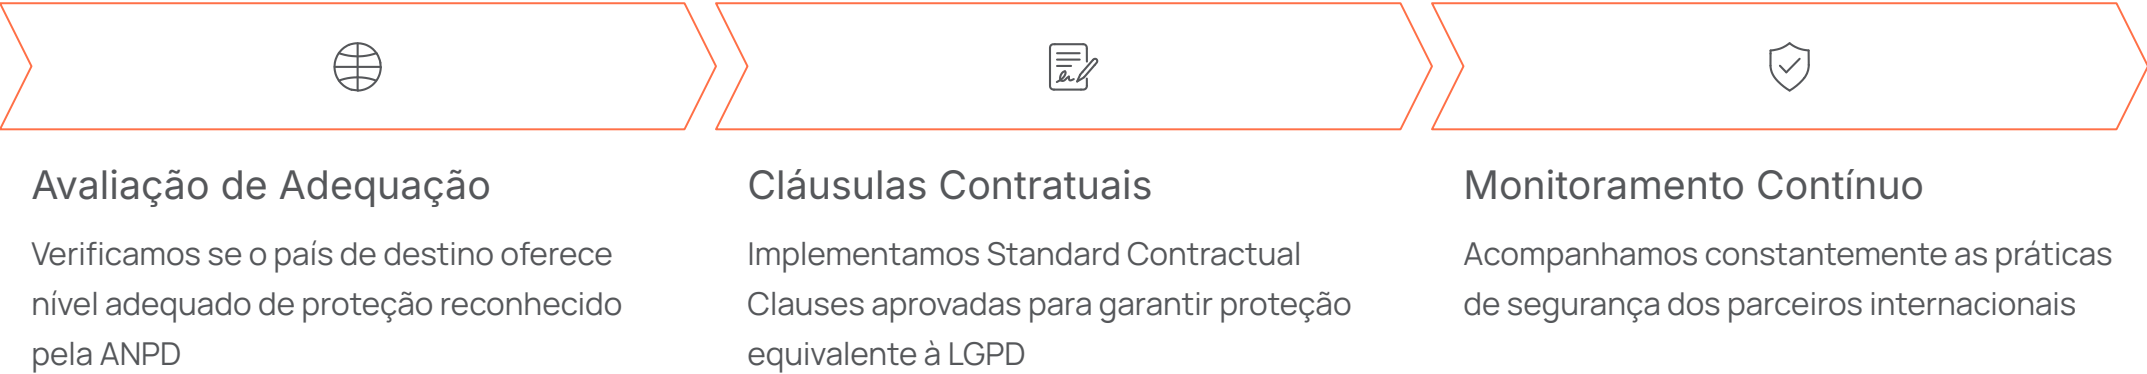 Avaliação de Adequação
Verificamos se o país de destino oferece
nível adequado de proteção reconhecido
pela ANPD
Cláusulas Contratuais
Implementamos Standard Contractual
Clauses aprovadas para garantir proteção
equivalente à LGPD
Monitoramento Contínuo
Acompanhamos constantemente as práticas
de segurança dos parceiros internacionais